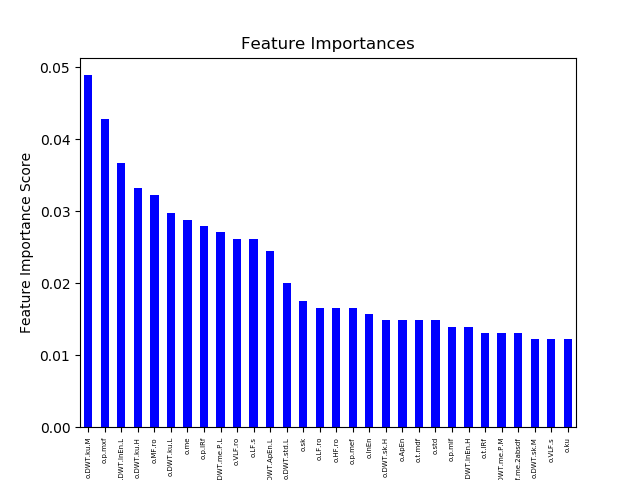 Feature Importances
0.05
0.04
0.03
0.02
0.01
0.00
Feature Importance Score
o.DWT.ku.M
o.p.mxf
.DWT.lnEn.L
o.DWT.ku.H
o.MF.ro
o.DWT.ku.L
o.me
o.p.IRf
DWT.me.P.L
o.VLF.ro
o.LF.s
DWT.ApEn.L
o.DWT.std.L
o.sk
o.LF.ro
o.HF.ro
o.p.mef
o.lnEn
o.DWT.sk.H
o.ApEn
o.t.mdf
o.std
o.p.mif
DWT.lnEn.H
o.t.IRf
DWT.me.P.M
f.me.2absdf
o.DWT.sk.M
o.VLF.s
o.ku